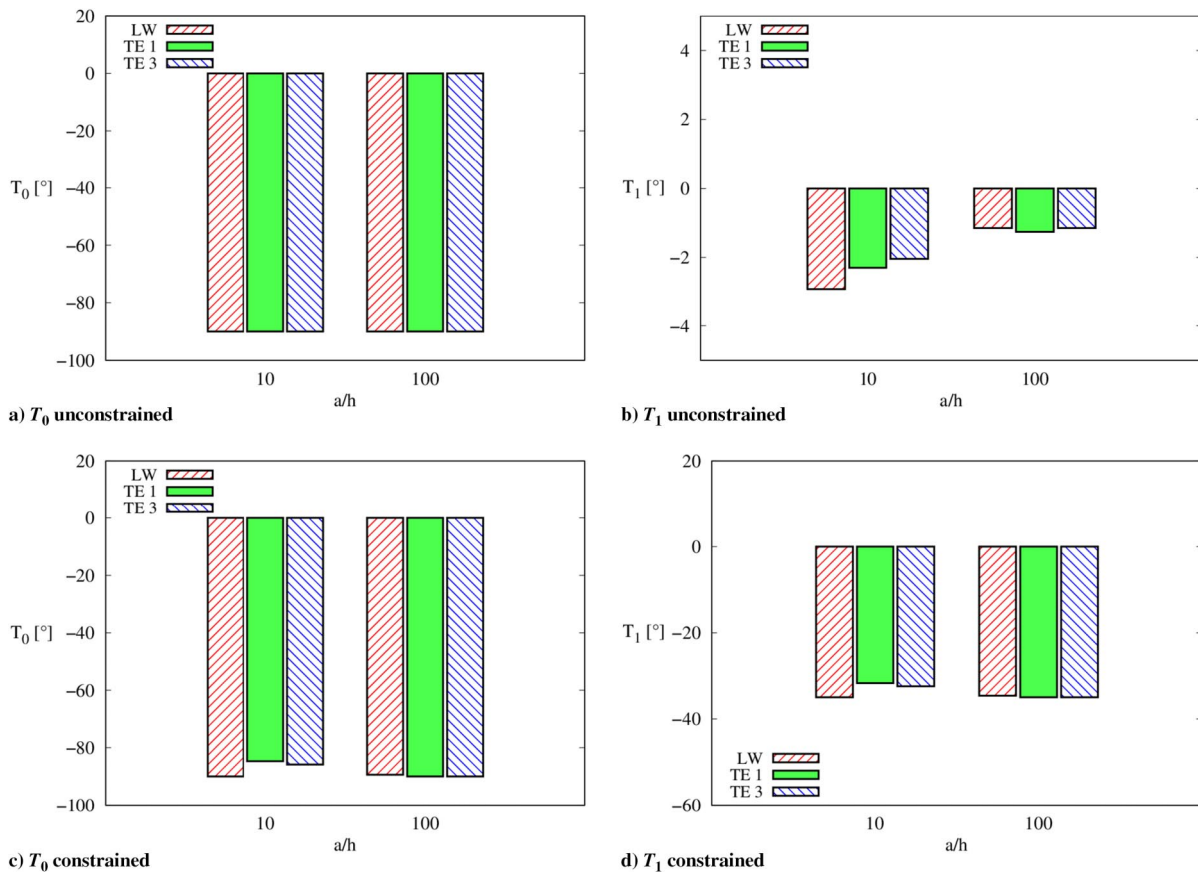 LW
TE 1
TE 3
20
0
−20
−40
−60
−80
−100
T0 [°]
10
100
a/h
a) T0 unconstrained
LW
TE 1
TE 3
4
2
0
−2
−4
T1 [°]
10
100
a/h
b) T1 unconstrained
LW
TE 1
TE 3
20
0
−20
−40
−60
−80
−100
T0 [°]
10
100
a/h
c) T0 constrained
20
0
−20
−40
−60
T1 [°]
LW
TE 1
TE 3
10
100
a/h
d) T1 constrained